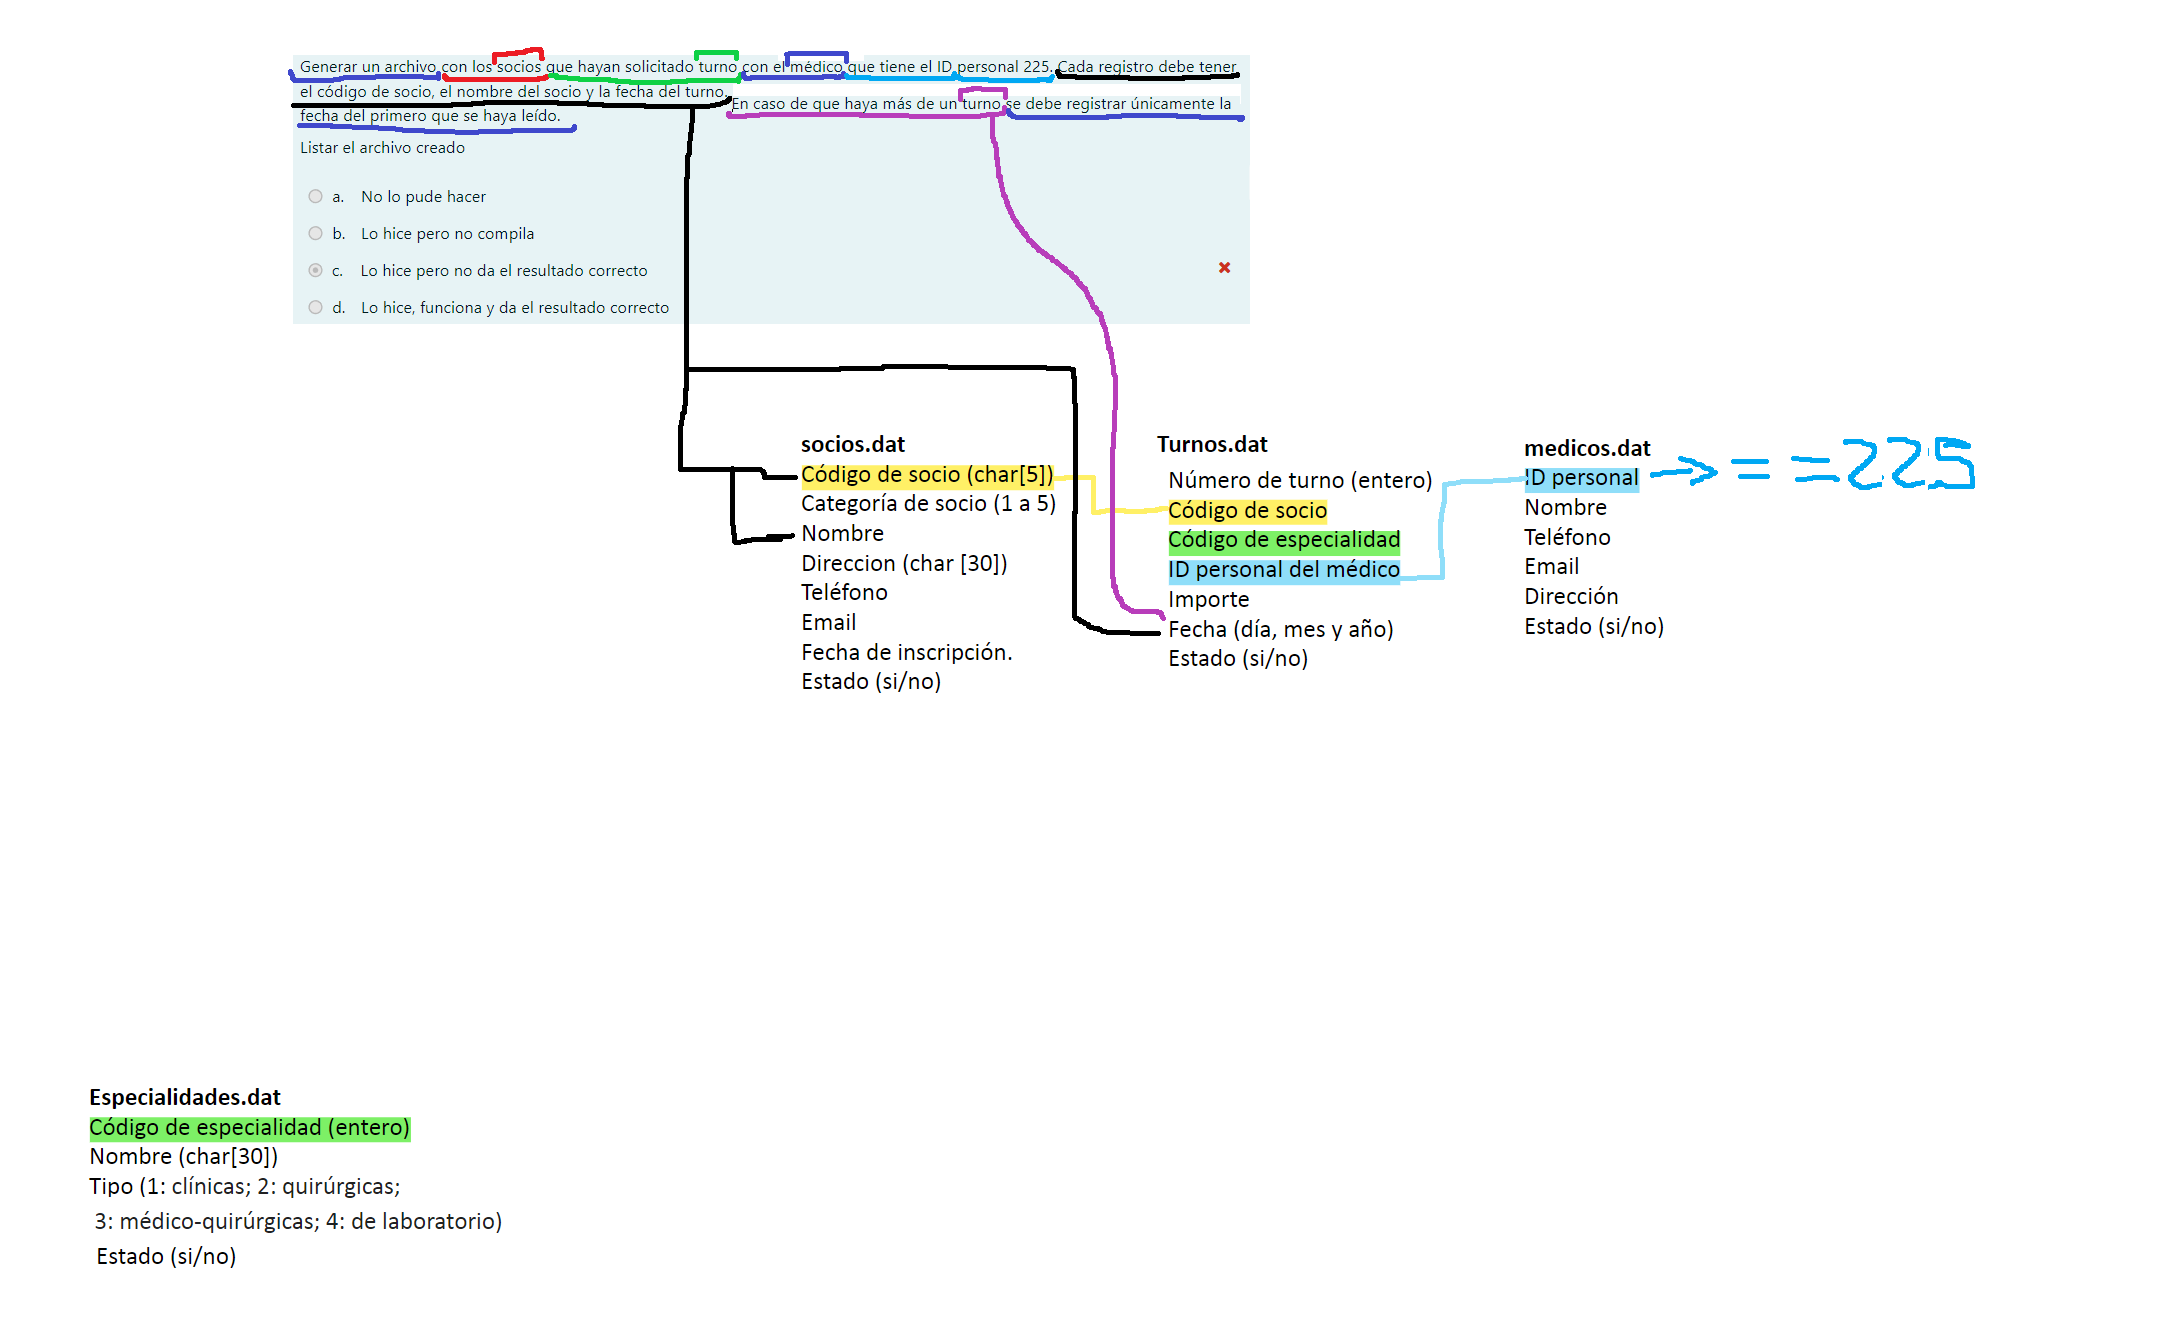 Generar un archivo con los socios que hayan solicitado turno con el médico que tiene el ID personal 225. Cada registro debe tener
el código de socio, el nombre del socio y la fecha del turno.
En caso de que haya más de un turno se debe registrar únicamente la
fecha del primero que se haya leído.
Listar el archivo creado
a. No lo pude hacer
b. Lo hice pero no compila
c. Lo hice pero no da el resultado correcto
d. Lo hice, funciona y da el resultado correcto
socios.dat
Código de socio (char[5])
Categoría de socio (1 a 5)
Nombre
Direccion (char [30])
Teléfono
Email
Fecha de inscripción.
Estado (si/no)
Turnos.dat
Número de turno (entero)
Código de socio
Código de especialidad
ID personal del médico
Importe
Fecha (día, mes y año)
Estado (si/no)
medicos.dat
ID personal
Nombre
Teléfono
Email
Dirección
Estado (si/no)
==225
Especialidades.dat
Código de especialidad (entero)
Nombre (char[30])
Tipo (1: clínicas; 2: quirúrgicas;
3: médico-quirúrgicas; 4: de laboratorio)
Estado (si/no)